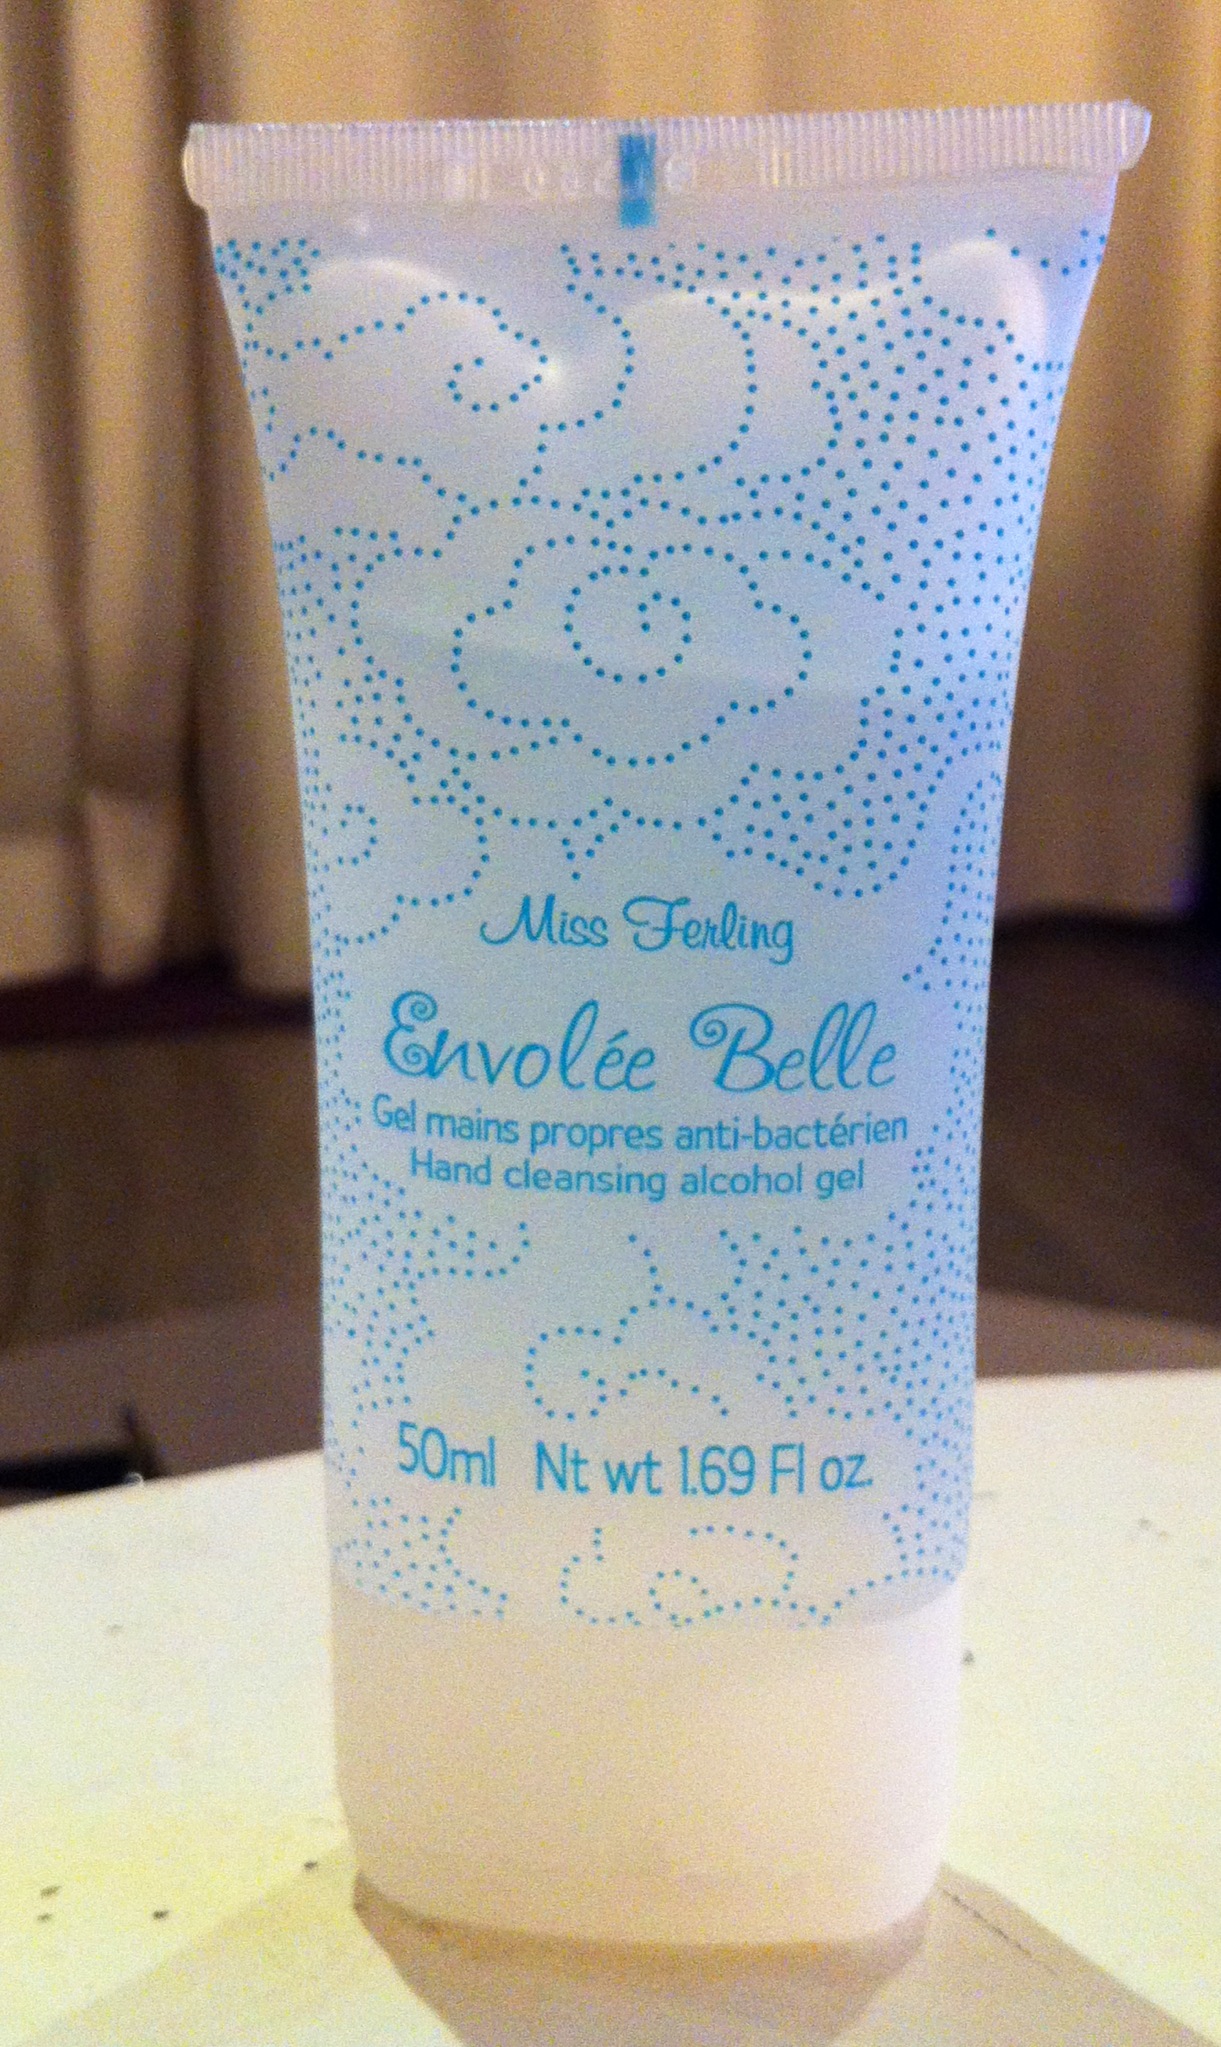 Miss Ferling
Envolée Belle
Gel mains propres anti-bactérien
Hand cleansing alcohol gel
50ml Nt wt 1.69 Fl oz.